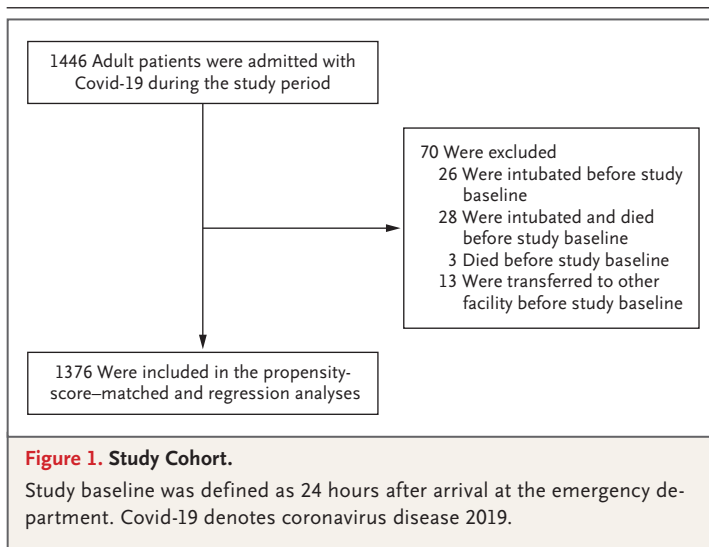 1446 Adult patients were admitted with
Covid-19 during the study period
70 Were excluded
26 Were intubated before study
baseline
28 Were intubated and died
before study baseline
3 Died before study baseline
13 Were transferred to other
facility before study baseline
1376 Were included in the propensity-
score–matched and regression analyses
Figure 1. Study Cohort.
Study baseline was defined as 24 hours after arrival at the emergency de-
partment. Covid-19 denotes coronavirus disease 2019.